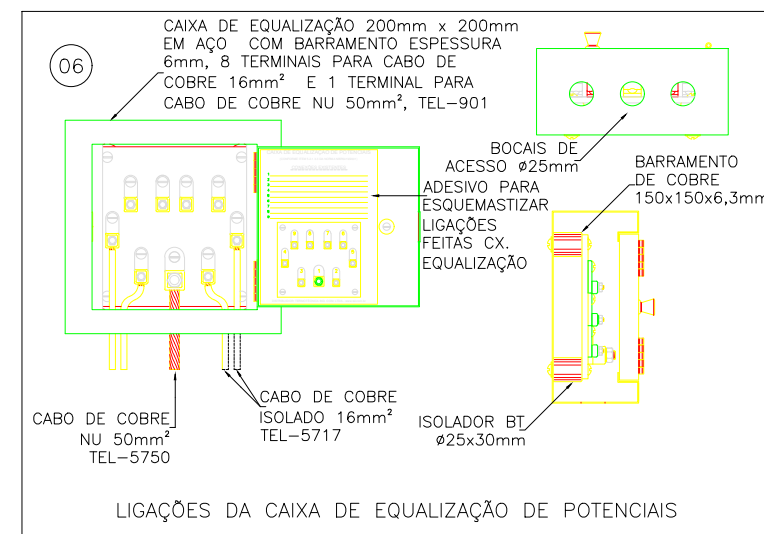 06
CAIXA DE EQUALIZAÇÃO 200mm x 200mm
EM AÇO COM BARRAMENTO ESPESSURA
6mm, 8 TERMINAIS PARA CABO DE
COBRE 16mm² E 1 TERMINAL PARA
CABO DE COBRE NU 50mm², TEL-901
BOCAIS DE
ACESSO ø25mm
BARRAMENTO
DE COBRE
150x150x6,3mm
ADESIVO PARA
ESQUEMASTIZAR
LIGAÇÕES
FEITAS CX.
EQUALIZAÇÃO
CABO DE COBRE
NU 50mm²
TEL-5750
CABO DE COBRE
ISOLADO 16mm²
TEL-5717
ISOLADOR BT
ø25x30mm
LIGAÇÕES DA CAIXA DE EQUALIZAÇÃO DE POTENCIAIS